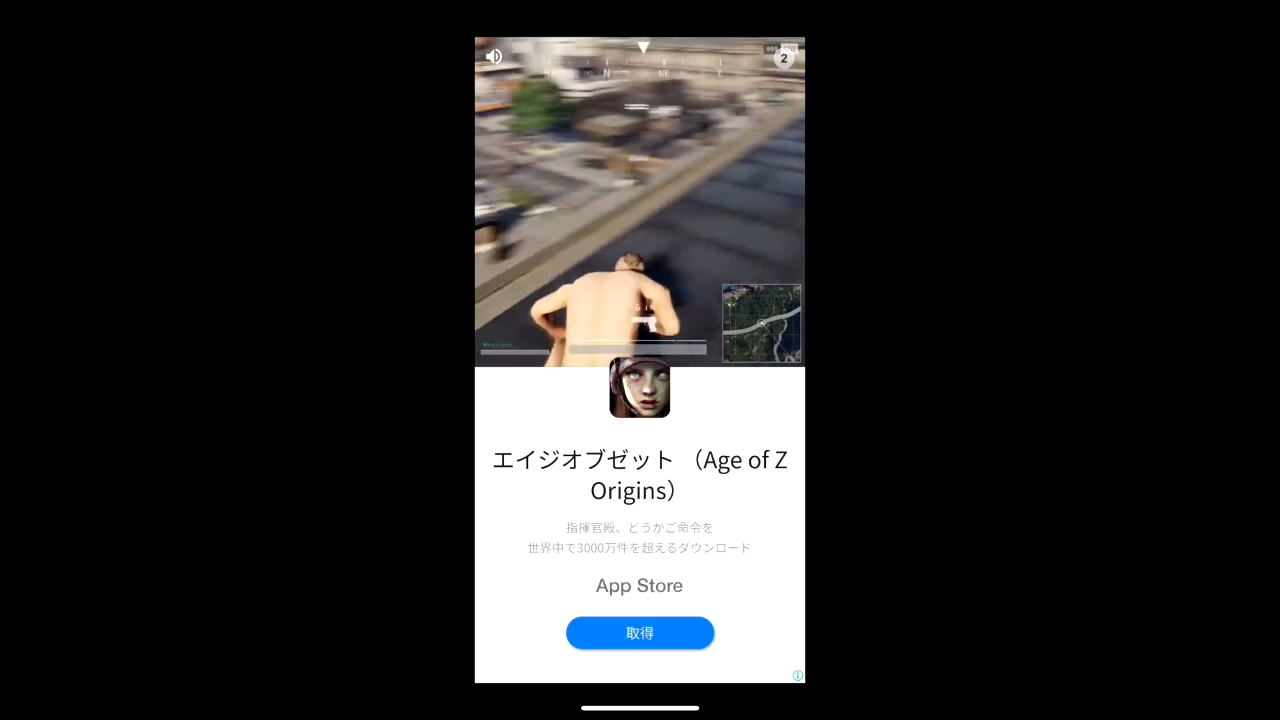 2
N
NE
E
エイジオブゼット （Age of Z
Origins）
指揮官殿、どうかご命令を
世界中で3000万件を超えるダウンロード
App Store
取得